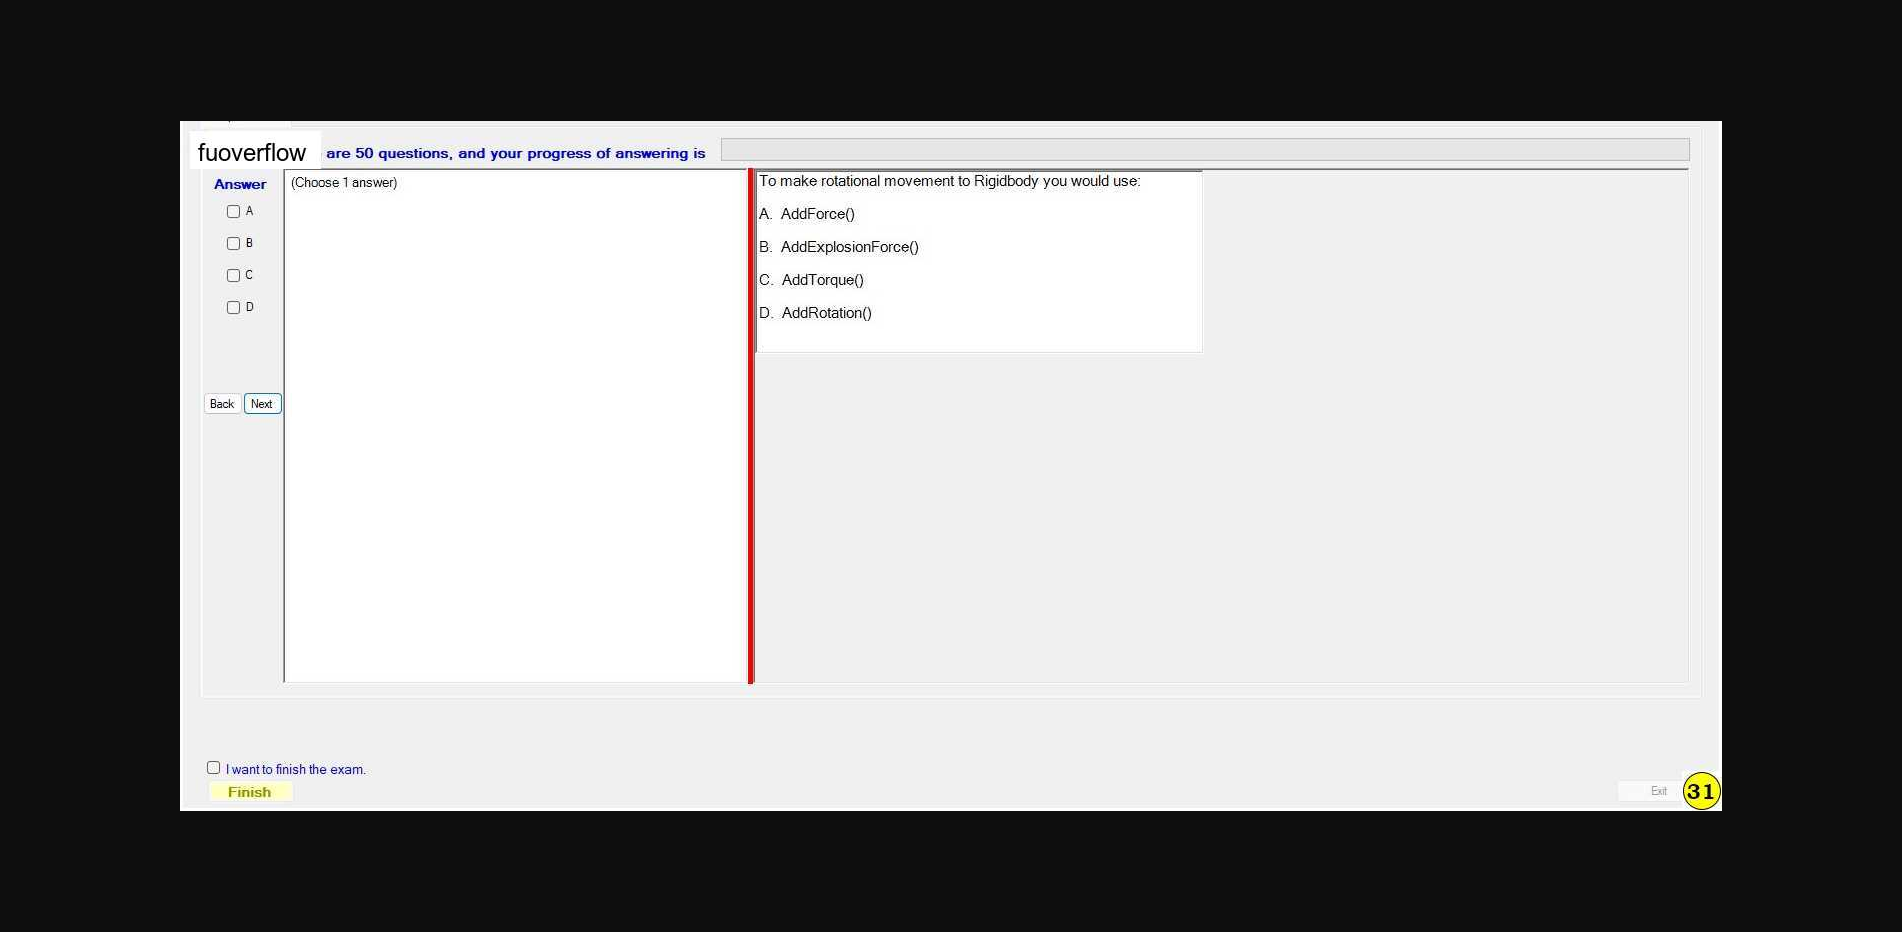 fuoverflow are 50 questions, and your progress of answering is
Answer
A
B
C
D
Back Next
(Choose 1 answer)
To make rotational movement to Rigidbody you would use:
A. AddForce()
B. AddExplosionForce()
C. AddTorque()
D. AddRotation()
I want to finish the exam.
Finish
Exit
31